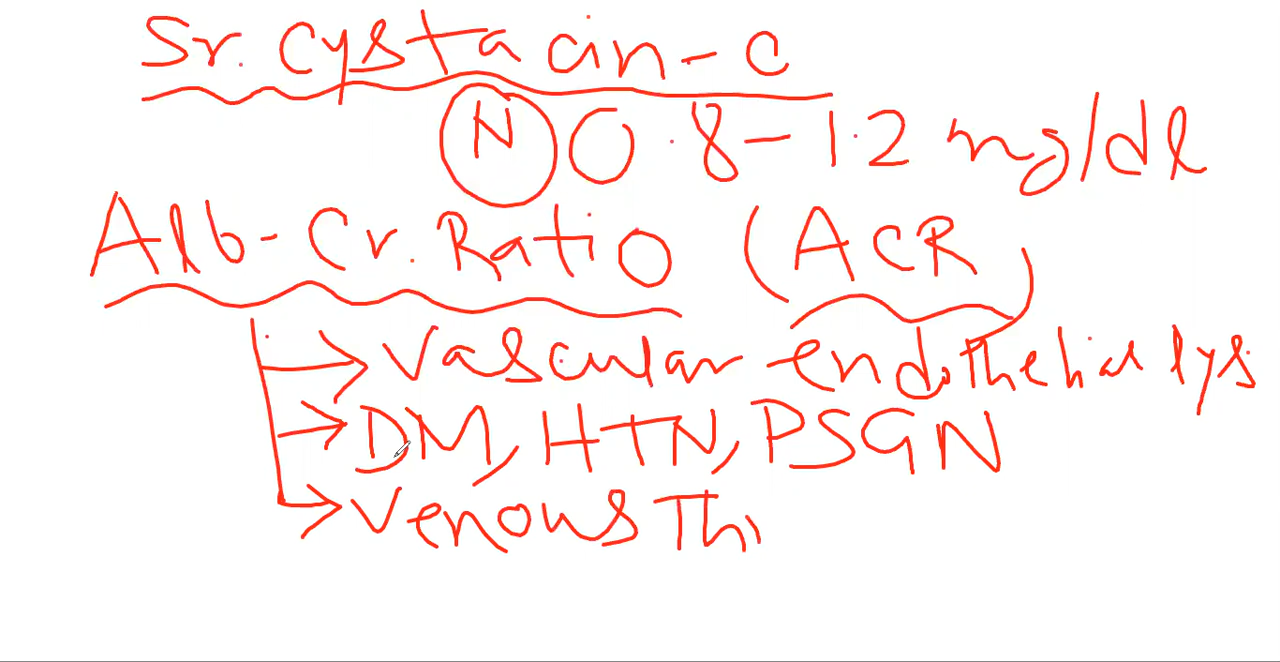 Sr. Cystacin-C
N 0.8-1.2 mg/dl
Alb-Cr. Ratio (ACR)
Vascular endothelial lys
DM, HTN, PSGN
Venous Th